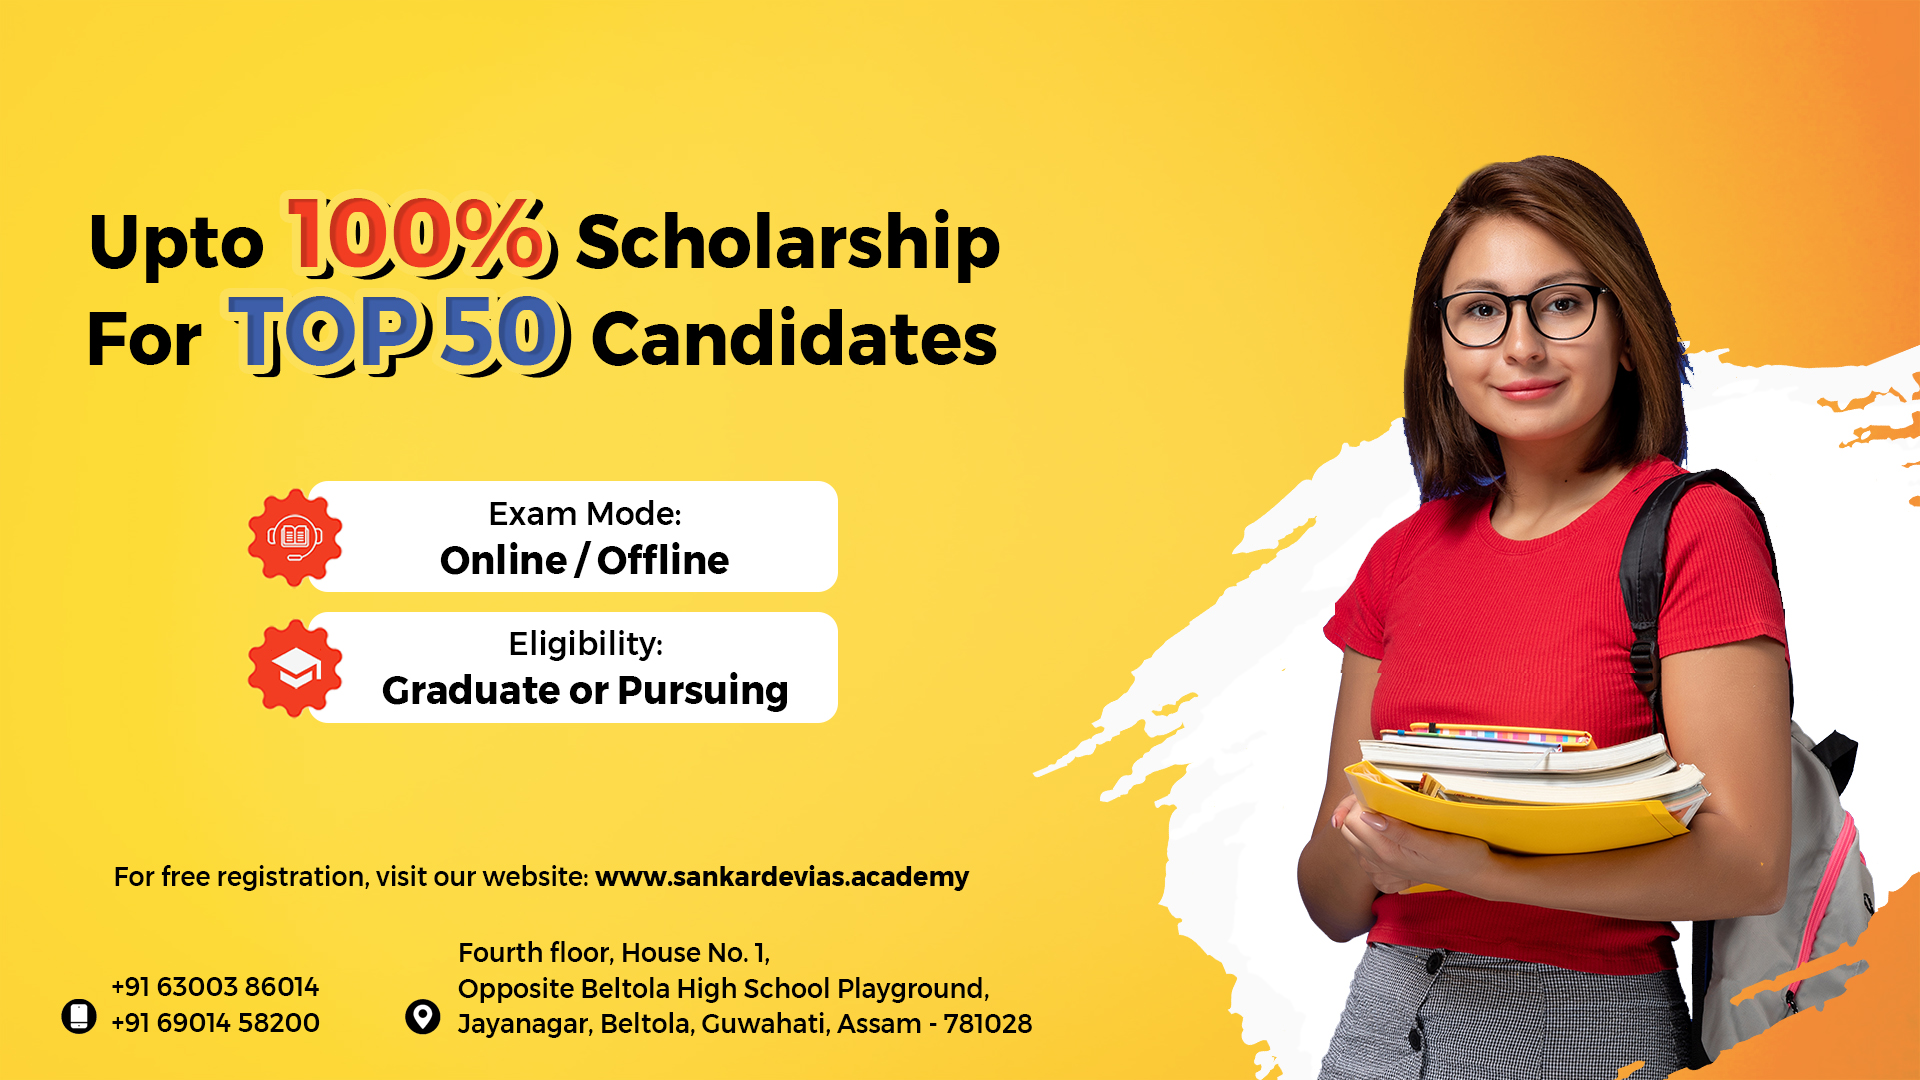 Upto 100% Scholarship
For TOP 50 Candidates
Exam Mode:
Online / Offline
Eligibility:
Graduate or Pursuing
For free registration, visit our website: www.sankardevias.academy
+91 63003 86014
+91 69014 58200
Fourth floor, House No. 1,
Opposite Beltola High School Playground,
Jayanagar, Beltola, Guwahati, Assam - 781028